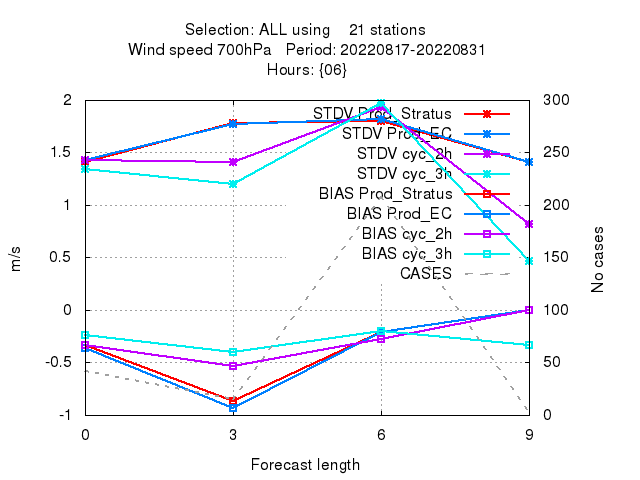 Selection: ALL using 21 stations
Wind speed 700hPa Period: 20220817-20220831
Hours: {06}
2
1.5
1
0.5
0
-0.5
-1
m/s
300
250
200
150
100
50
0
No cases
STDV Prod_Stratus
STDV Prod_EC
STDV cyc_2h
STDV cyc_3h
BIAS Prod_Stratus
BIAS Prod_EC
BIAS cyc_2h
BIAS cyc_3h
CASES
0 3 6 9
Forecast length